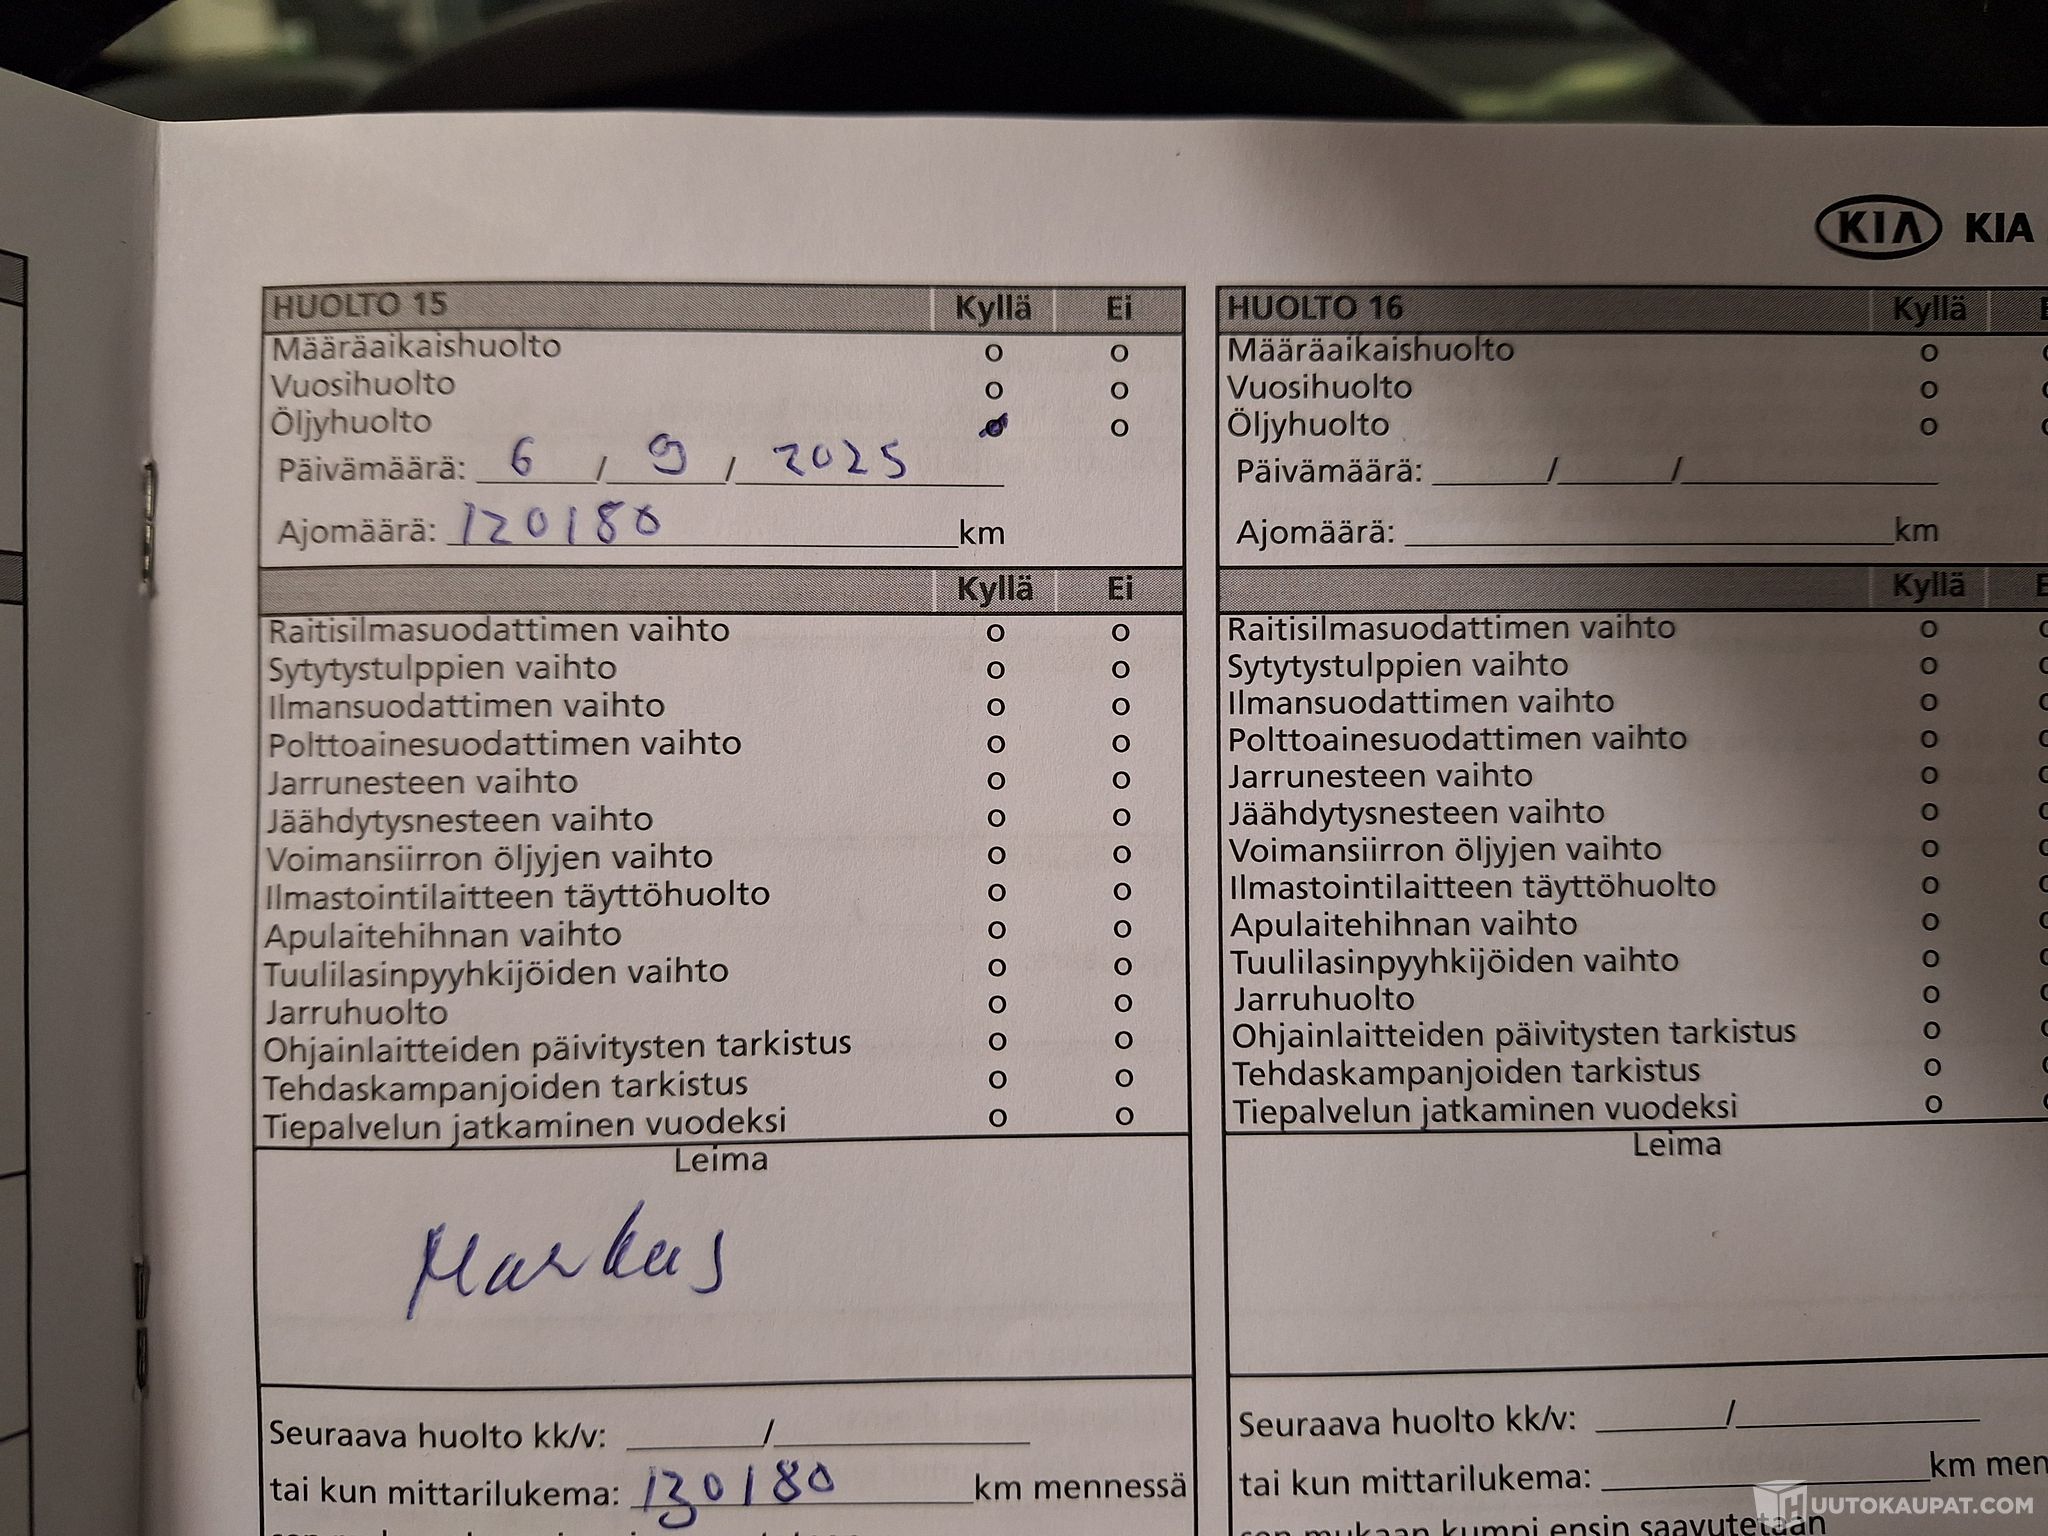 KIA KIA
HUOLTO 15 Kyllä Ei
Määräaikaishuolto o o
Vuosihuolto o o
Öljyhuolto o o
Päivämäärä: 6 / 9 / 2025
Ajomäärä: 120180 km
Kyllä Ei
Raitisilmasuodattimen vaihto o o
Sytytystulppien vaihto o o
Ilmansuodattimen vaihto o o
Polttoainesuodattimen vaihto o o
Jarrunesteen vaihto o o
Jäähdytysnesteen vaihto o o
Voimansiirron öljyjen vaihto o o
Ilmastointilaitteen täyttöhuolto o o
Apulaitehihnan vaihto o o
Tuulilasinpyyhkijöiden vaihto o o
Jarruhuolto o o
Ohjainlaitteiden päivitysten tarkistus o o
Tehdaskampanjoiden tarkistus o o
Tiepalvelun jatkaminen vuodeksi o o
Leima
Markus
Seuraava huolto kk/v: /
tai kun mittarilukema: 130180 km mennessä
HUOLTO 16 Kyllä
Määräaikaishuolto o
Vuosihuolto o
Öljyhuolto o
Päivämäärä: / /
Ajomäärä: km
Kyllä
Raitisilmasuodattimen vaihto o
Sytytystulppien vaihto o
Ilmansuodattimen vaihto o
Polttoainesuodattimen vaihto o
Jarrunesteen vaihto o
Jäähdytysnesteen vaihto o
Voimansiirron öljyjen vaihto o
Ilmastointilaitteen täyttöhuolto o
Apulaitehihnan vaihto o
Tuulilasinpyyhkijöiden vaihto o
Jarruhuolto o
Ohjainlaitteiden päivitysten tarkistus o
Tehdaskampanjoiden tarkistus o
Tiepalvelun jatkaminen vuodeksi o
Leima
Seuraava huolto kk/v: /
tai kun mittarilukema: km men
sen mukaan kumpi ensin saavutetaan
HUUTOKAUPAT.COM